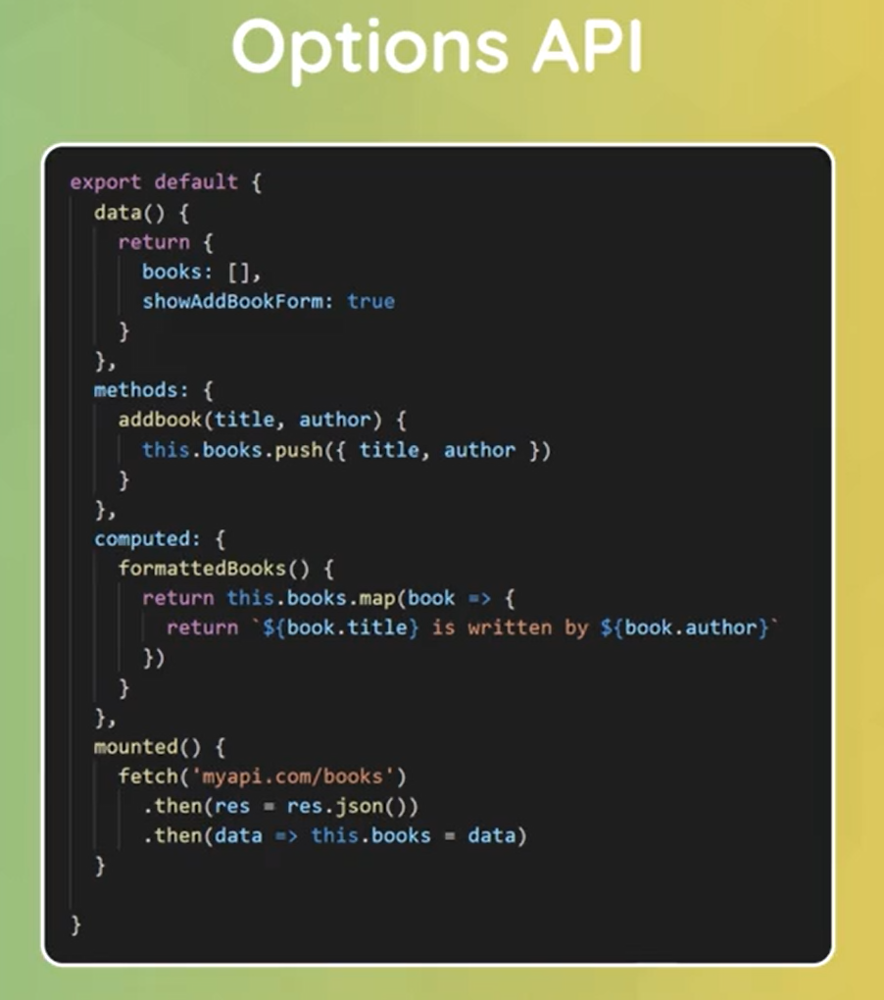 Options API
export default {
  data() {
    return {
      books: [],
      showAddBookForm: true
    }
  },
  methods: {
    addbook(title, author) {
      this.books.push({ title, author })
    }
  },
  computed: {
    formattedBooks() {
      return this.books.map(book => {
        return `${book.title} is written by ${book.author}`
      })
    }
  },
  mounted() {
    fetch('myapi.com/books')
      .then(res = res.json())
      .then(data => this.books = data)
  }
}